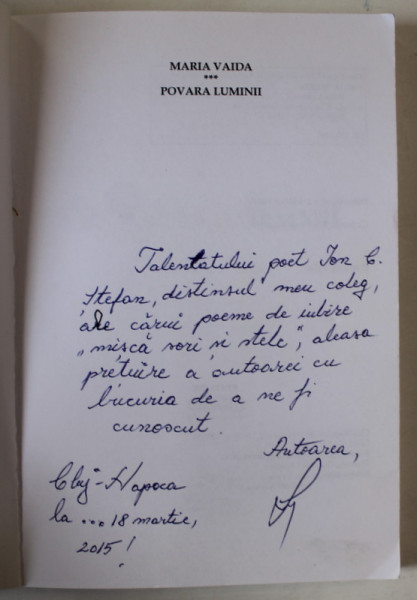 MARIA VAIDA
***
POVARA LUMINII
Talentatului poet Ion C.
Ștefan, distinsul meu coleg,
ale cărui poeme de iubire
„mișcă sori și stele", aleasa
prețuire a autoarei cu
bucuria de a ne fi
cunoscut.
Autoarea,
Cluj-Napoca
la ... 18 martie,
2015!